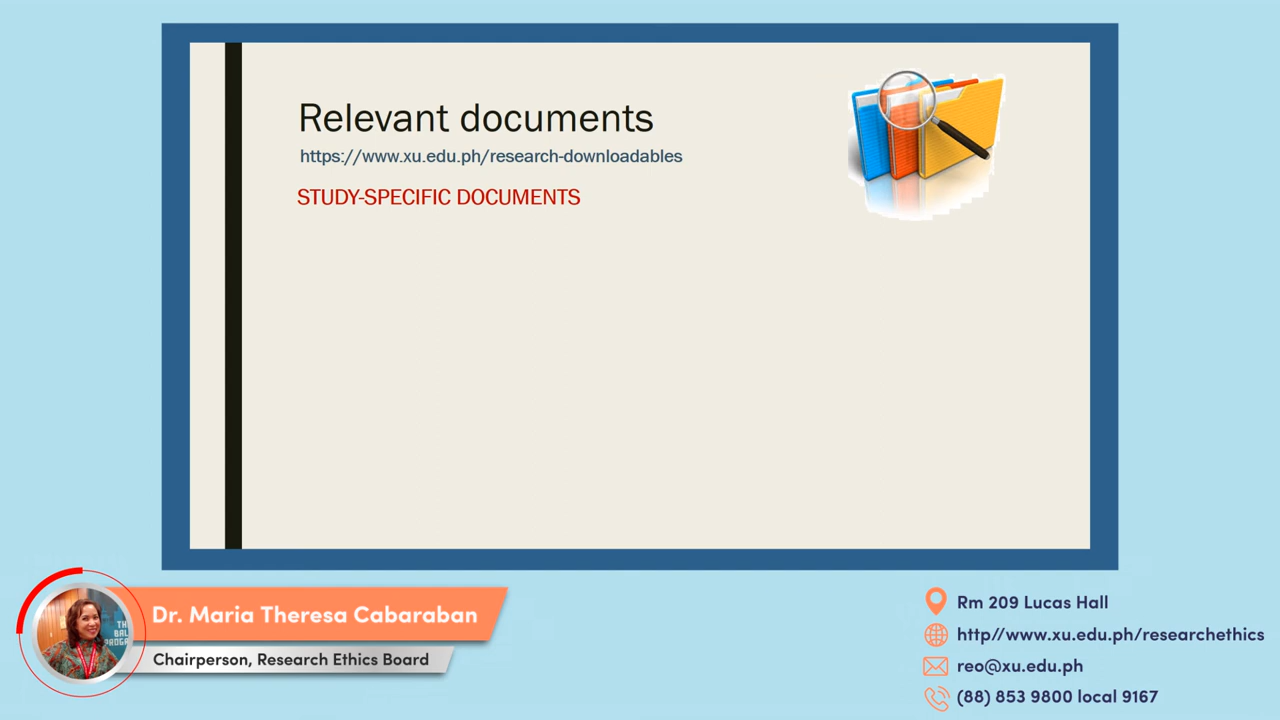 Relevant documents
https://www.xu.edu.ph/research-downloadables
STUDY-SPECIFIC DOCUMENTS
Dr. Maria Theresa Cabaraban
Chairperson, Research Ethics Board
Rm 209 Lucas Hall
http//www.xu.edu.ph/researchethics
reo@xu.edu.ph
(88) 853 9800 local 9167